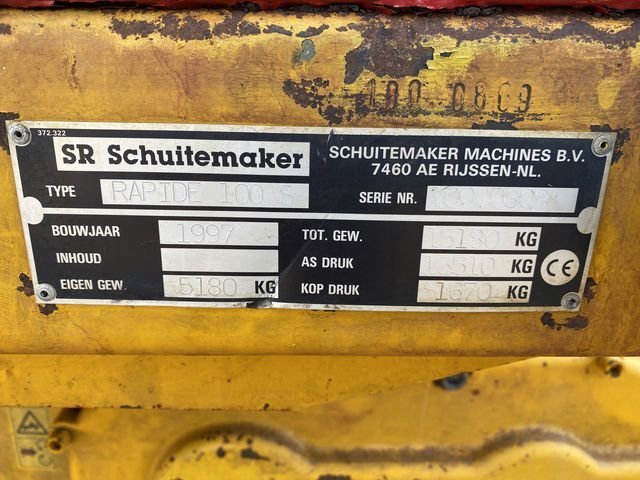 100 0809
372.322
SR Schuitemaker
SCHUITEMAKER MACHINES B.V.
7460 AE RIJSSEN-NL.
TYPE RAPIDE 100 S
SERIE NR.
BOUWJAAR 1997
TOT. GEW. 15180 KG
INHOUD
AS DRUK 13510 KG
EIGEN GEW. 5180 KG
KOP DRUK 1670 KG
CE